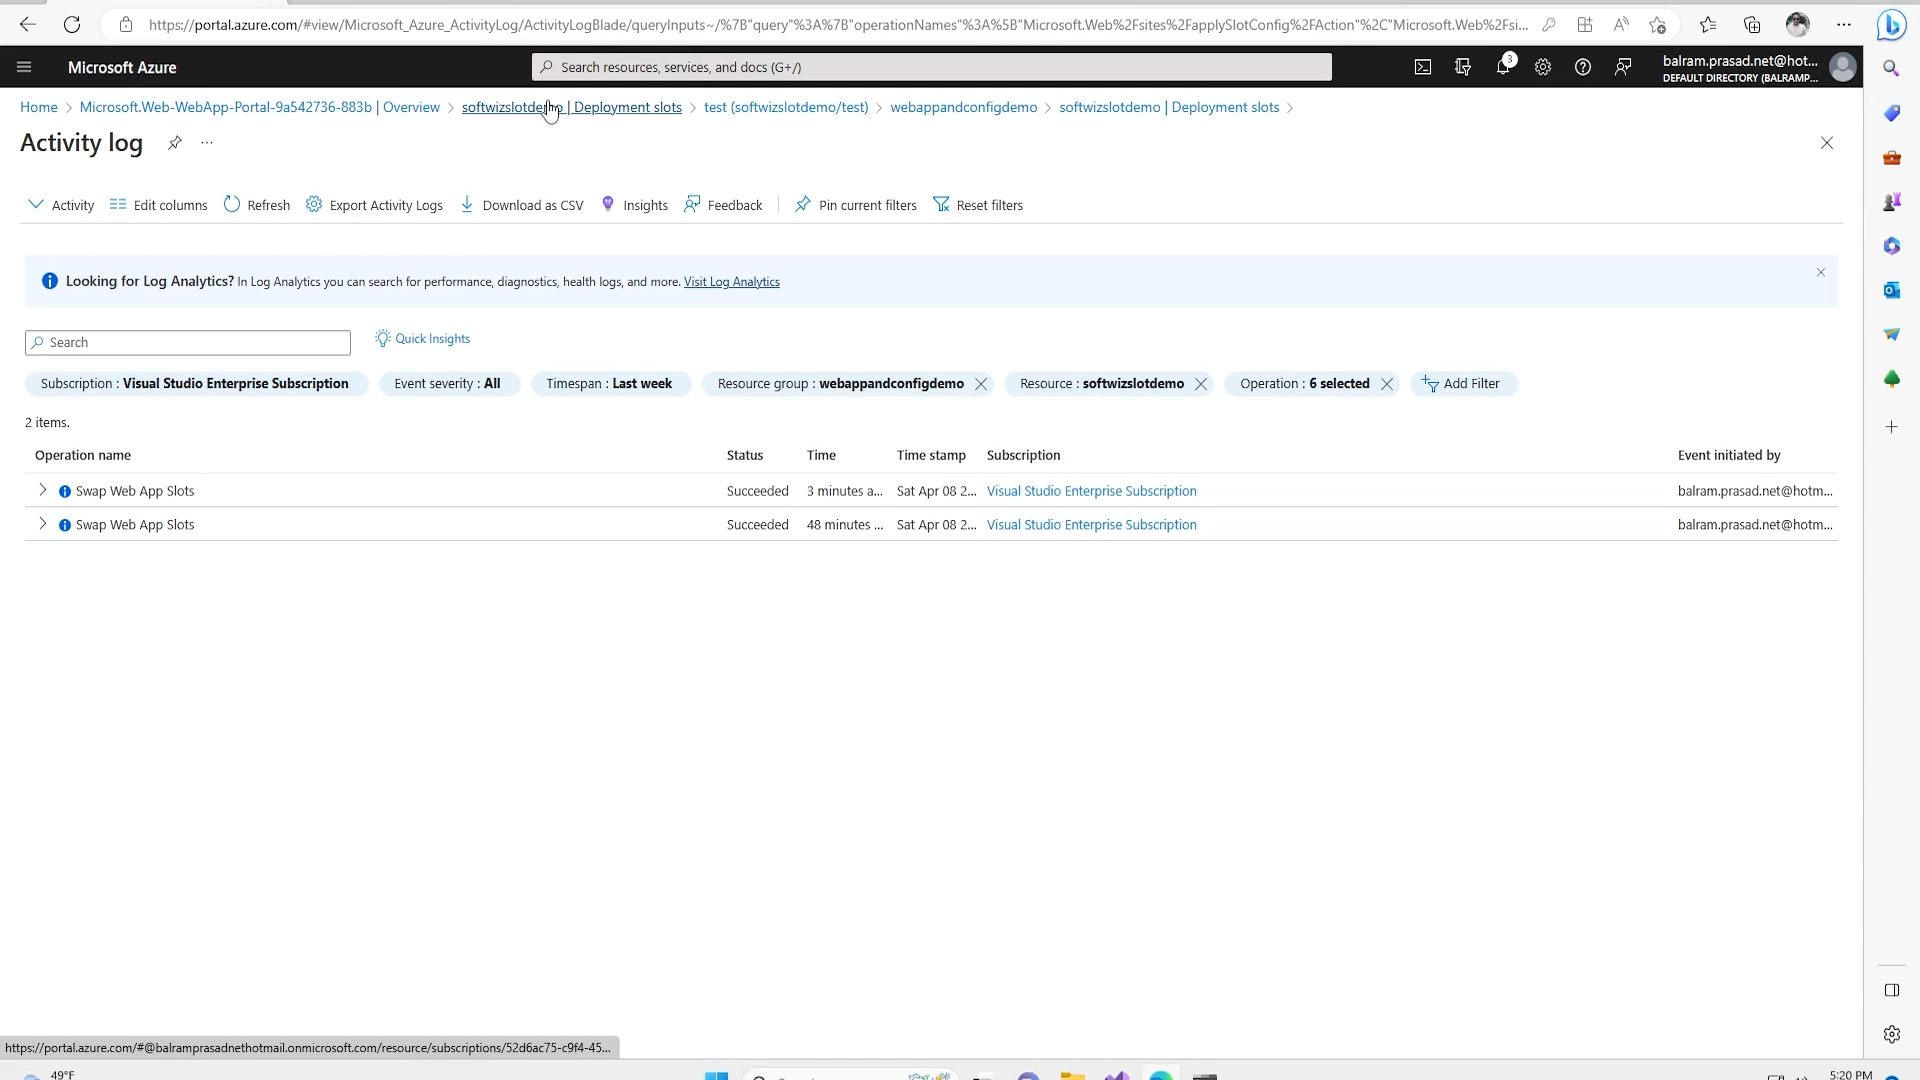 https://portal.azure.com/#view/Microsoft_Azure_ActivityLog/ActivityLogBlade/queryInputs~/%7B"query"%3A%7B"operationNames"%3A%5B"Microsoft.Web%2Fsites%2FapplySlotConfig%2FAction"%2C"Microsoft.Web%2Fsi...
Microsoft Azure
Search resources, services, and docs (G+/)
3
balram.prasad.net@hot...
DEFAULT DIRECTORY (BALRAMP...
Home > Microsoft.Web-WebApp-Portal-9a542736-883b | Overview > softwizslotdemo | Deployment slots > test (softwizslotdemo/test) > webappandconfigdemo > softwizslotdemo | Deployment slots >
Activity log
Activity Edit columns Refresh Export Activity Logs Download as CSV Insights Feedback Pin current filters Reset filters
Looking for Log Analytics? In Log Analytics you can search for performance, diagnostics, health logs, and more. Visit Log Analytics
Search Quick Insights
Subscription : Visual Studio Enterprise Subscription Event severity : All Timespan : Last week Resource group : webappandconfigdemo Resource : softwizslotdemo Operation : 6 selected Add Filter
2 items.
Operation name Status Time Time stamp Subscription Event initiated by
Swap Web App Slots Succeeded 3 minutes a... Sat Apr 08 2... Visual Studio Enterprise Subscription balram.prasad.net@hotm...
Swap Web App Slots Succeeded 48 minutes ... Sat Apr 08 2... Visual Studio Enterprise Subscription balram.prasad.net@hotm...
https://portal.azure.com/#@balramprasadnethotmail.onmicrosoft.com/resource/subscriptions/52d6ac75-c9f4-45...
49°F
5:20 PM